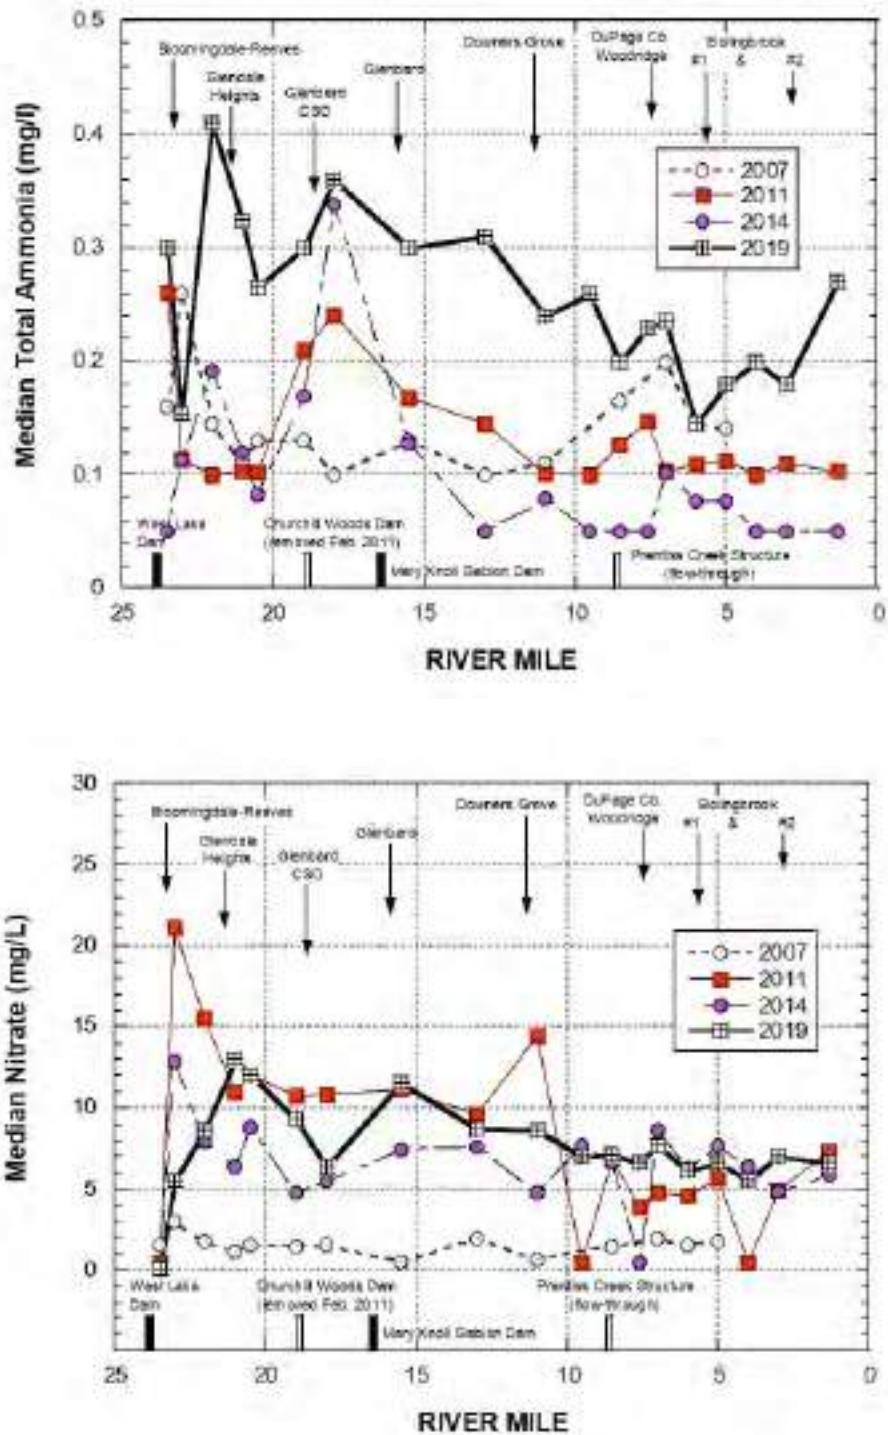 0.5
Bloomingdale-Reeves
Glendale
Heights
Glenbard
CSO
Glenbard
Downers Grove
DuPage Co.
Woodridge
Bolingbrook
#1 & #2
0.4
2007
2011
2014
2019
0.3
0.2
0.1
0
Median Total Ammonia (mg/l)
West Lake
Dam
Churchill Woods Dam
(removed Feb. 2011)
Mary Knoll Gabion Dam
Prentiss Creek Structure
(flow-through)
25 20 15 10 5 0
RIVER MILE
30
Bloomingdale-Reeves
Glendale
Heights
Glenbard
CSO
Glenbard
Downers Grove
DuPage Co.
Woodridge
Bolingbrook
#1 & #2
25
20
2007
2011
2014
2019
15
10
5
0
Median Nitrate (mg/L)
West Lake
Dam
Churchill Woods Dam
(removed Feb. 2011)
Mary Knoll Gabion Dam
Prentiss Creek Structure
(flow-through)
25 20 15 10 5 0
RIVER MILE